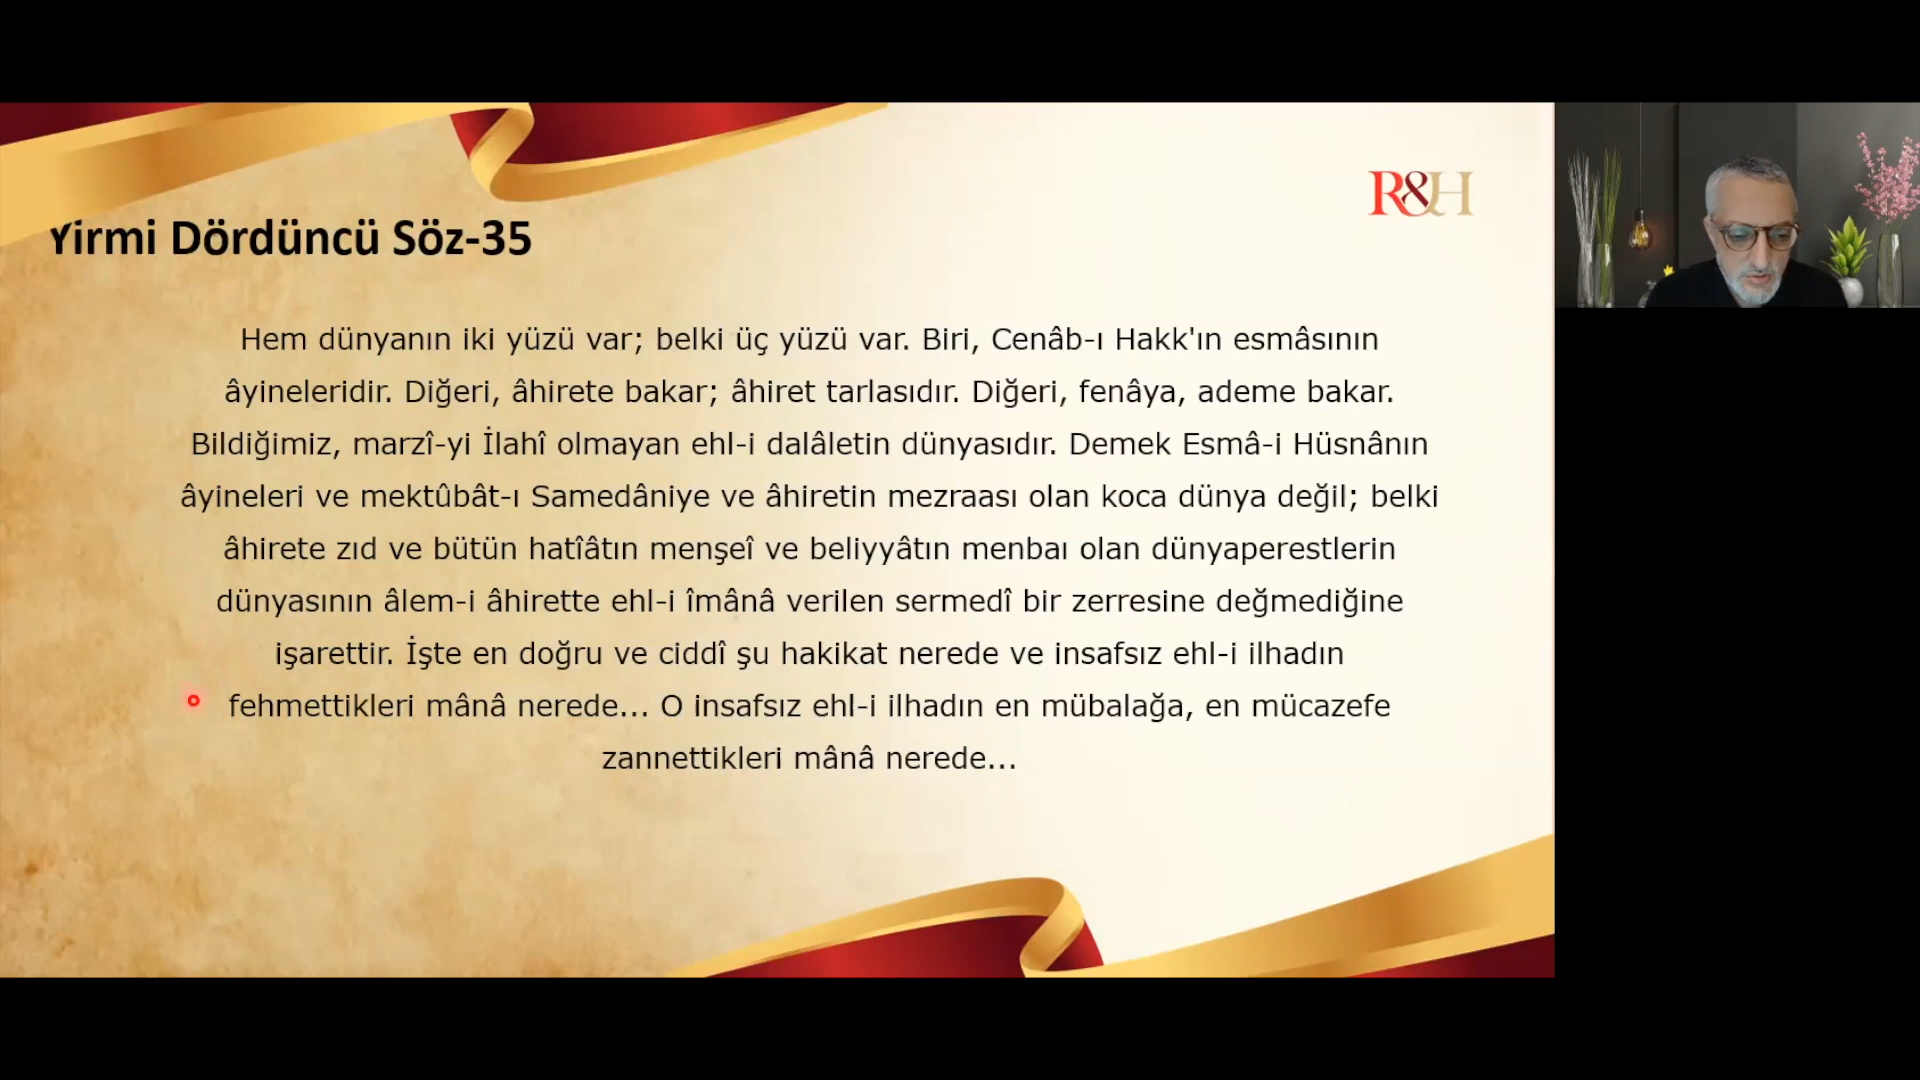 R&H
Yirmi Dördüncü Söz-35
Hem dünyanın iki yüzü var; belki üç yüzü var. Biri, Cenâb-ı Hakk'ın esmâsının
âyineleridir. Diğeri, âhirete bakar; âhiret tarlasıdır. Diğeri, fenâya, ademe bakar.
Bildiğimiz, marzî-yi İlahî olmayan ehl-i dalâletin dünyasıdır. Demek Esmâ-i Hüsnânın
âyineleri ve mektûbât-ı Samedâniye ve âhiretin mezraası olan koca dünya değil; belki
âhirete zıd ve bütün hatîâtın menşeî ve beliyyâtın menbaı olan dünyaperestlerin
dünyasının âlem-i âhirette ehl-i îmânâ verilen sermedî bir zerresine değmediğine
işarettir. İşte en doğru ve ciddî şu hakikat nerede ve insafsız ehl-i ilhadın
fehmettikleri mânâ nerede... O insafsız ehl-i ilhadın en mübalağa, en mücazefe
zannettikleri mânâ nerede...